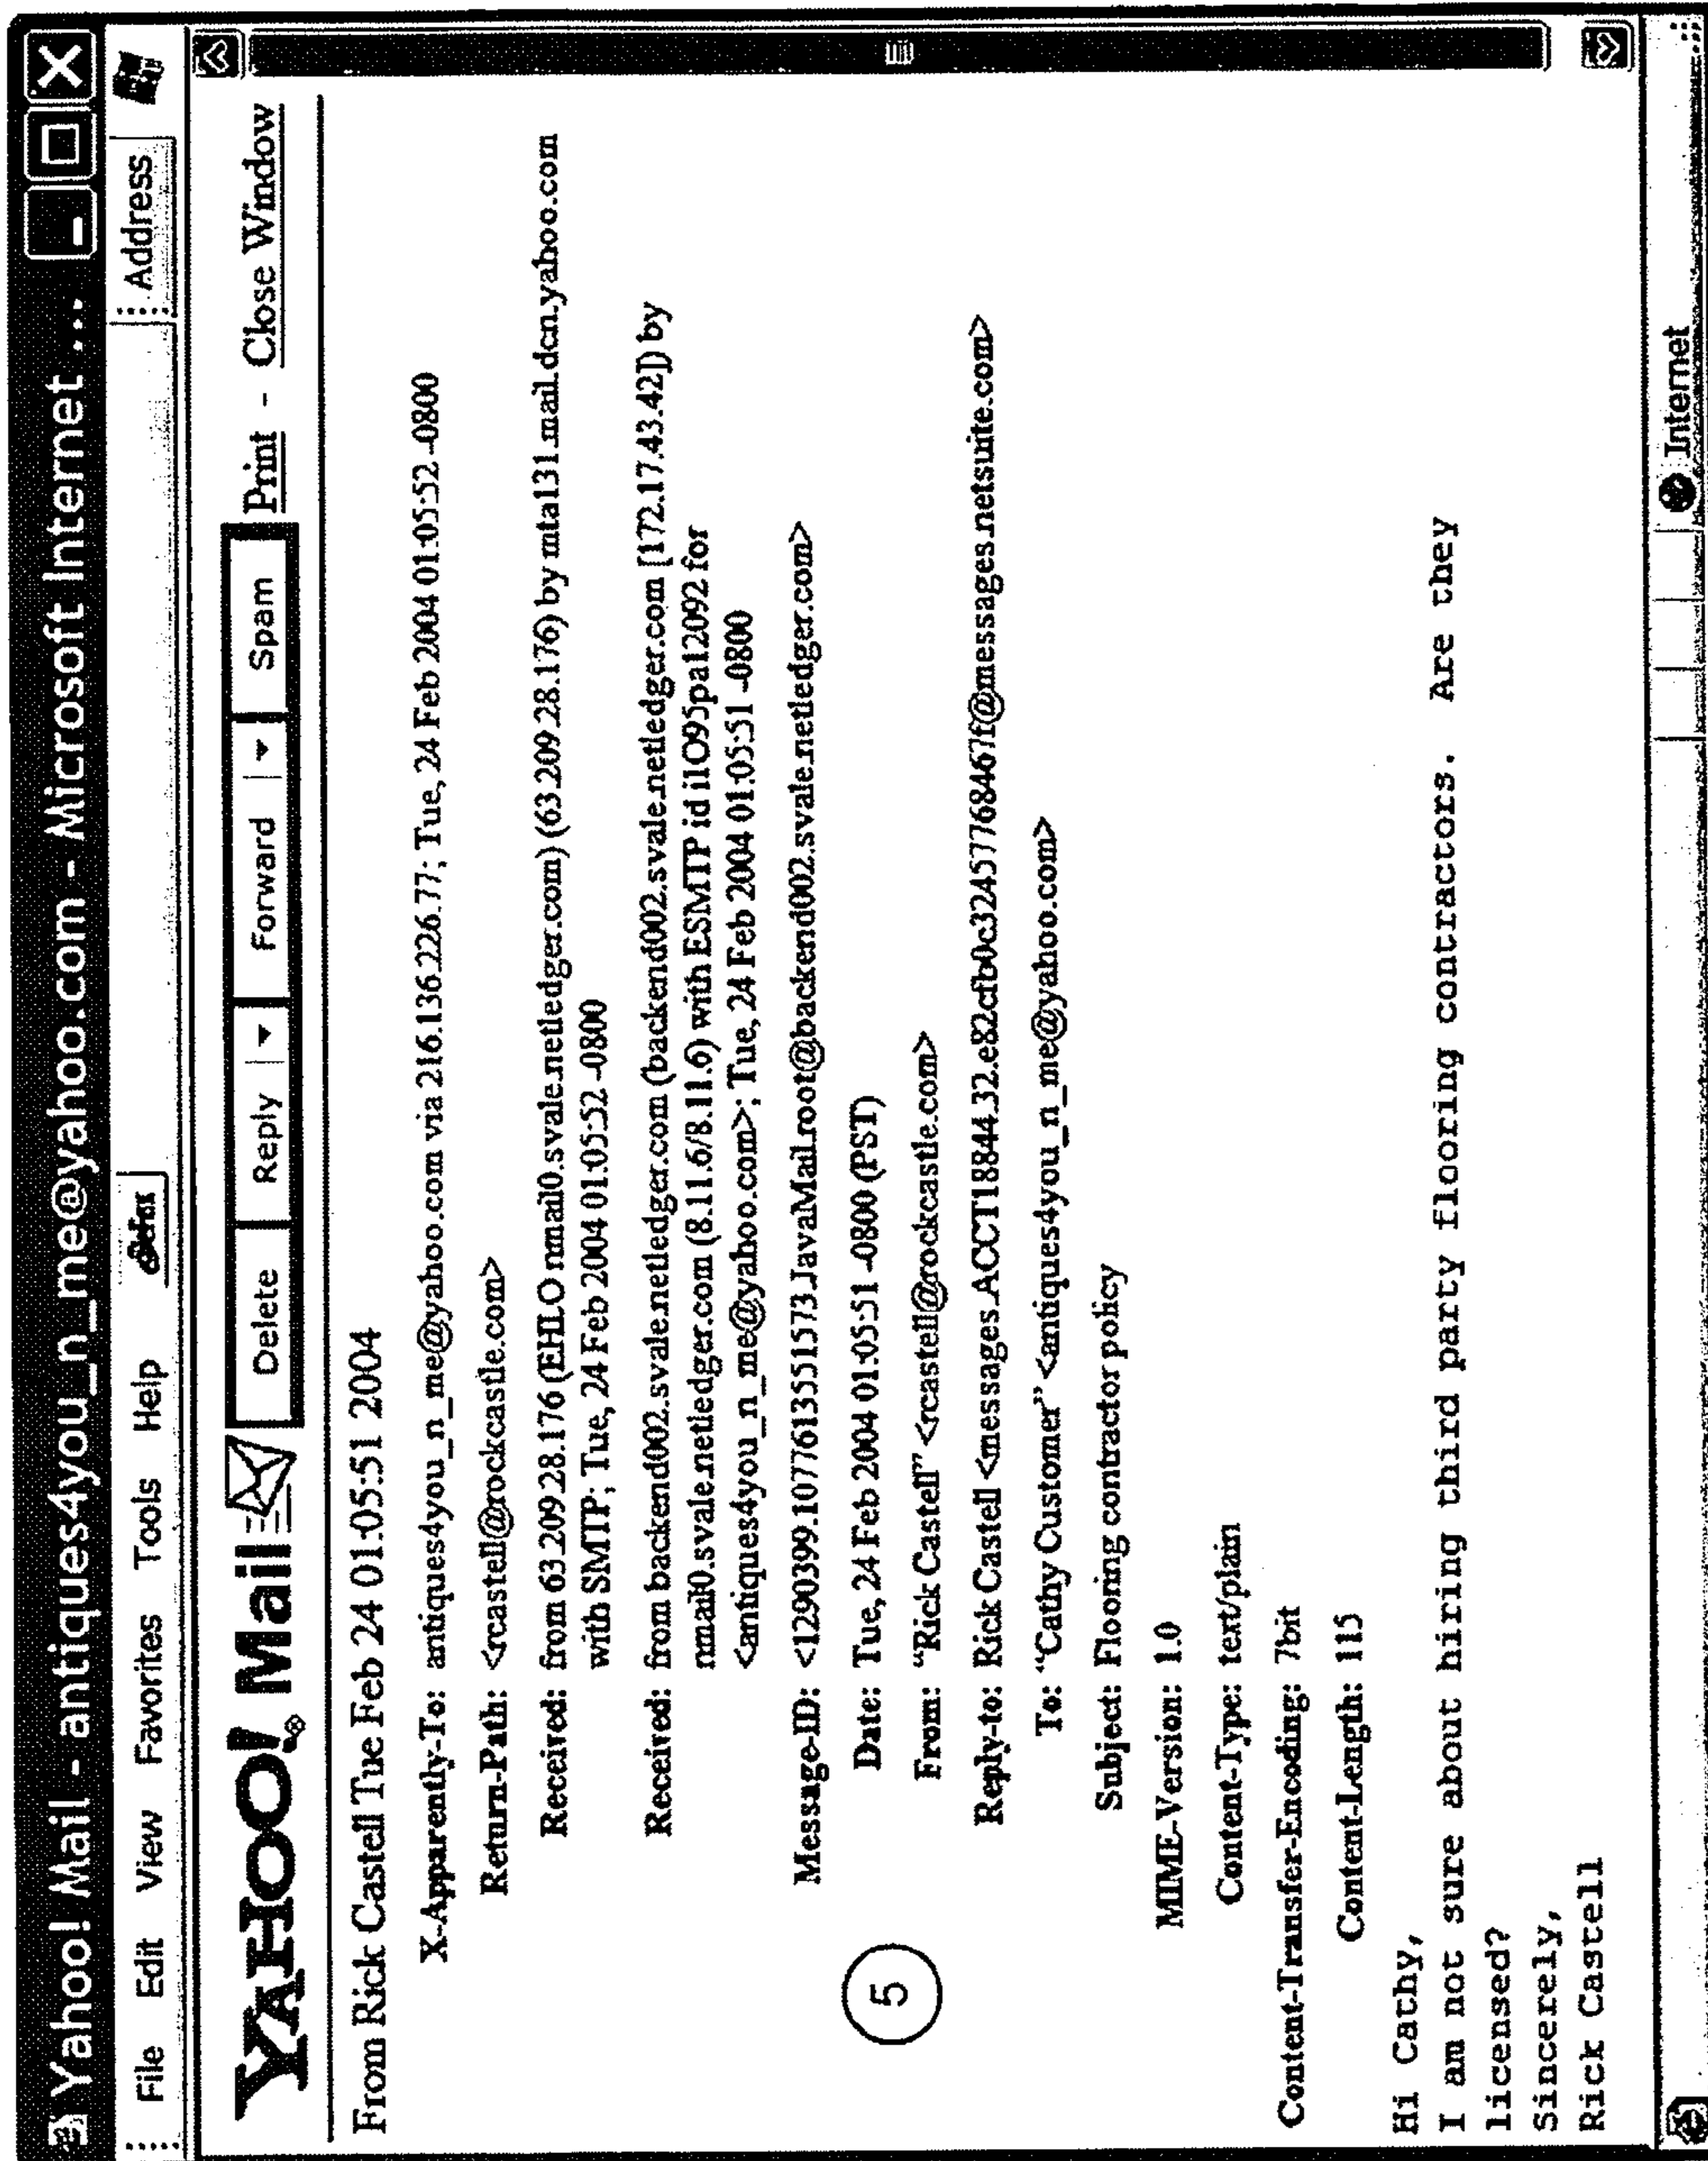 Yahoo! Mail - antiques4you_n_me@yahoo.com - Microsoft Internet ...
File Edit View Favorites Tools Help Address
YAHOO! Mail Delete Reply Forward Spam Print - Close Window
From Rick Castell Tue Feb 24 01:05:51 2004
X-Apparently-To: antiques4you_n_me@yahoo.com via 216.136.226.77; Tue, 24 Feb 2004 01:05:52 -0800
Return-Path: <rcastell@rockcastle.com>
Received: from 63.209.28.176 (EHLO nmail0.svale.netledger.com) (63.209.28.176) by mta131.mail.dcn.yahoo.com
with SMTP; Tue, 24 Feb 2004 01:05:52 -0800
Received: from backend002.svale.netledger.com (backend002.svale.netledger.com [172.17.43.42]) by
nmail0.svale.netledger.com (8.11.6/8.11.6) with ESMTP id i1O95pa12092 for
<antiques4you_n_me@yahoo.com>; Tue, 24 Feb 2004 01:05:51 -0800
5
Message-ID: <1290399.1077613551573.JavaMail.root@backend002.svale.netledger.com>
Date: Tue, 24 Feb 2004 01:05:51 -0800 (PST)
From: "Rick Castell" <rcastell@rockcastle.com>
Reply-to: Rick Castell <messages.ACCT18844.32.e82cfb0c32457768467f@messages.netsuite.com>
To: "Cathy Customer" <antiques4you_n_me@yahoo.com>
Subject: Flooring contractor policy
MIME-Version: 1.0
Content-Type: text/plain
Content-Transfer-Encoding: 7bit
Content-Length: 115
Hi Cathy,
I am not sure about hiring third party flooring contractors. Are they
licensed?
Sincerely,
Rick Castell
Internet